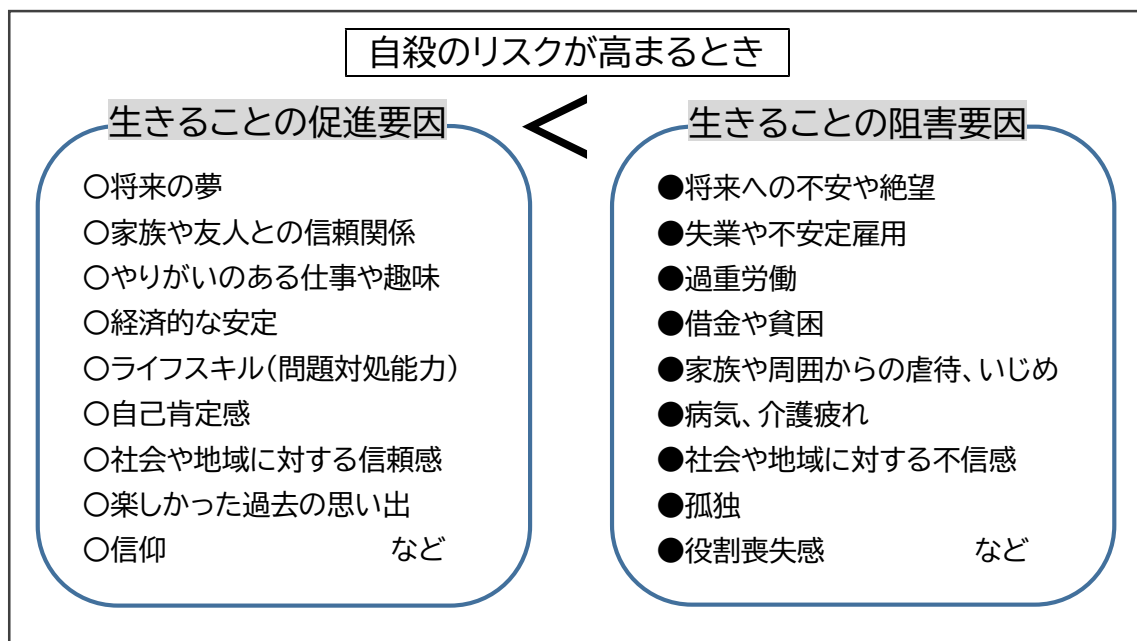 自殺のリスクが高まるとき
生きることの促進要因
<
生きることの阻害要因
○将来の夢
○家族や友人との信頼関係
○やりがいのある仕事や趣味
○経済的な安定
○ライフスキル(問題対処能力)
○自己肯定感
○社会や地域に対する信頼感
○楽しかった過去の思い出
○信仰 など
●将来への不安や絶望
●失業や不安定雇用
●過重労働
●借金や貧困
●家族や周囲からの虐待、いじめ
●病気、介護疲れ
●社会や地域に対する不信感
●孤独
●役割喪失感 など